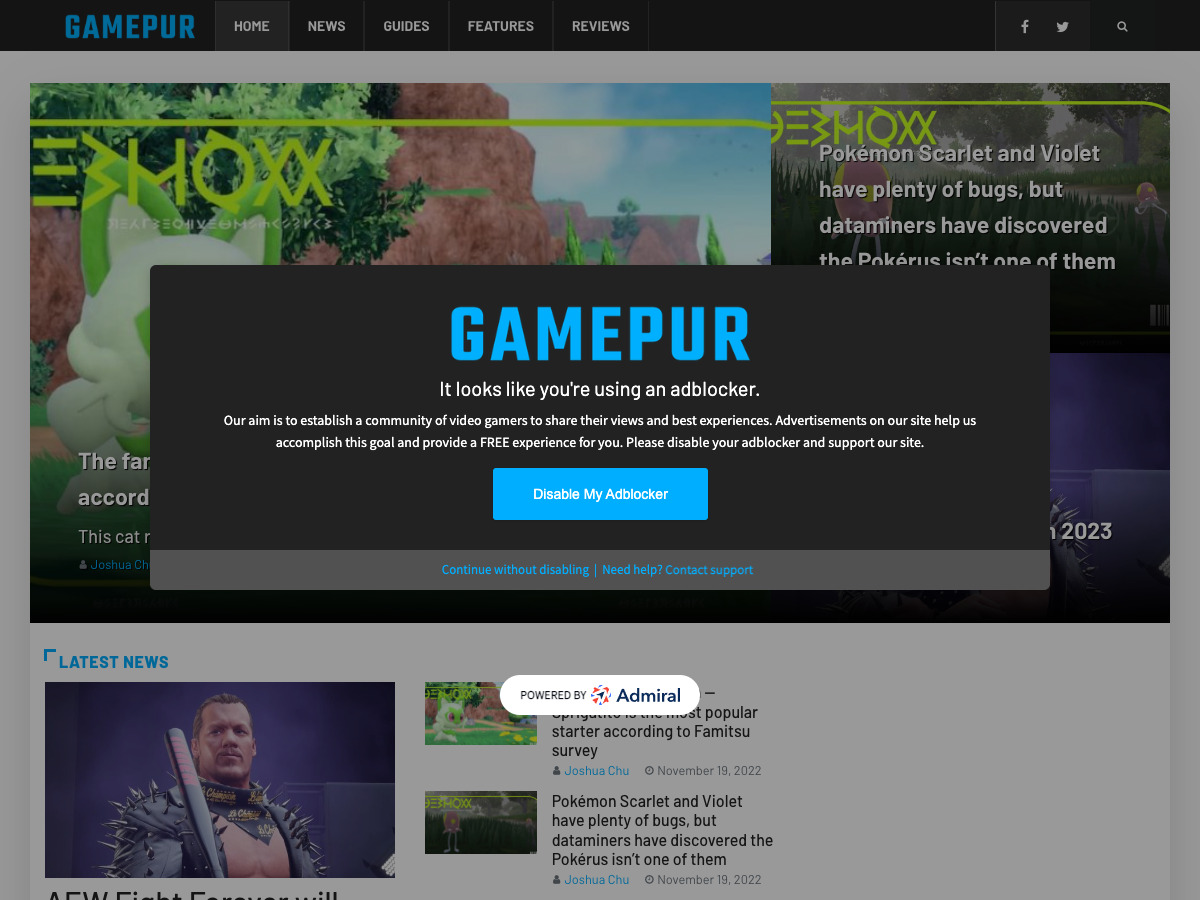 GAMEPUR
HOME
NEWS
GUIDES
FEATURES
REVIEWS
Pokémon Scarlet and Violet
have plenty of bugs, but
dataminers have discovered
the Pokérus isn’t one of them
GAMEPUR
It looks like you're using an adblocker.
Our aim is to establish a community of video gamers to share their views and best experiences. Advertisements on our site help us
accomplish this goal and provide a FREE experience for you. Please disable your adblocker and support our site.
Disable My Adblocker
Continue without disabling | Need help? Contact support
The
accord
This cat
Joshua
2023
LATEST NEWS
POWERED BY Admiral
–
Sprigatito is the most popular
starter according to Famitsu
survey
Joshua Chu November 19, 2022
Pokémon Scarlet and Violet
have plenty of bugs, but
dataminers have discovered the
Pokérus isn’t one of them
Joshua Chu November 19, 2022
AEW Fight Forever will